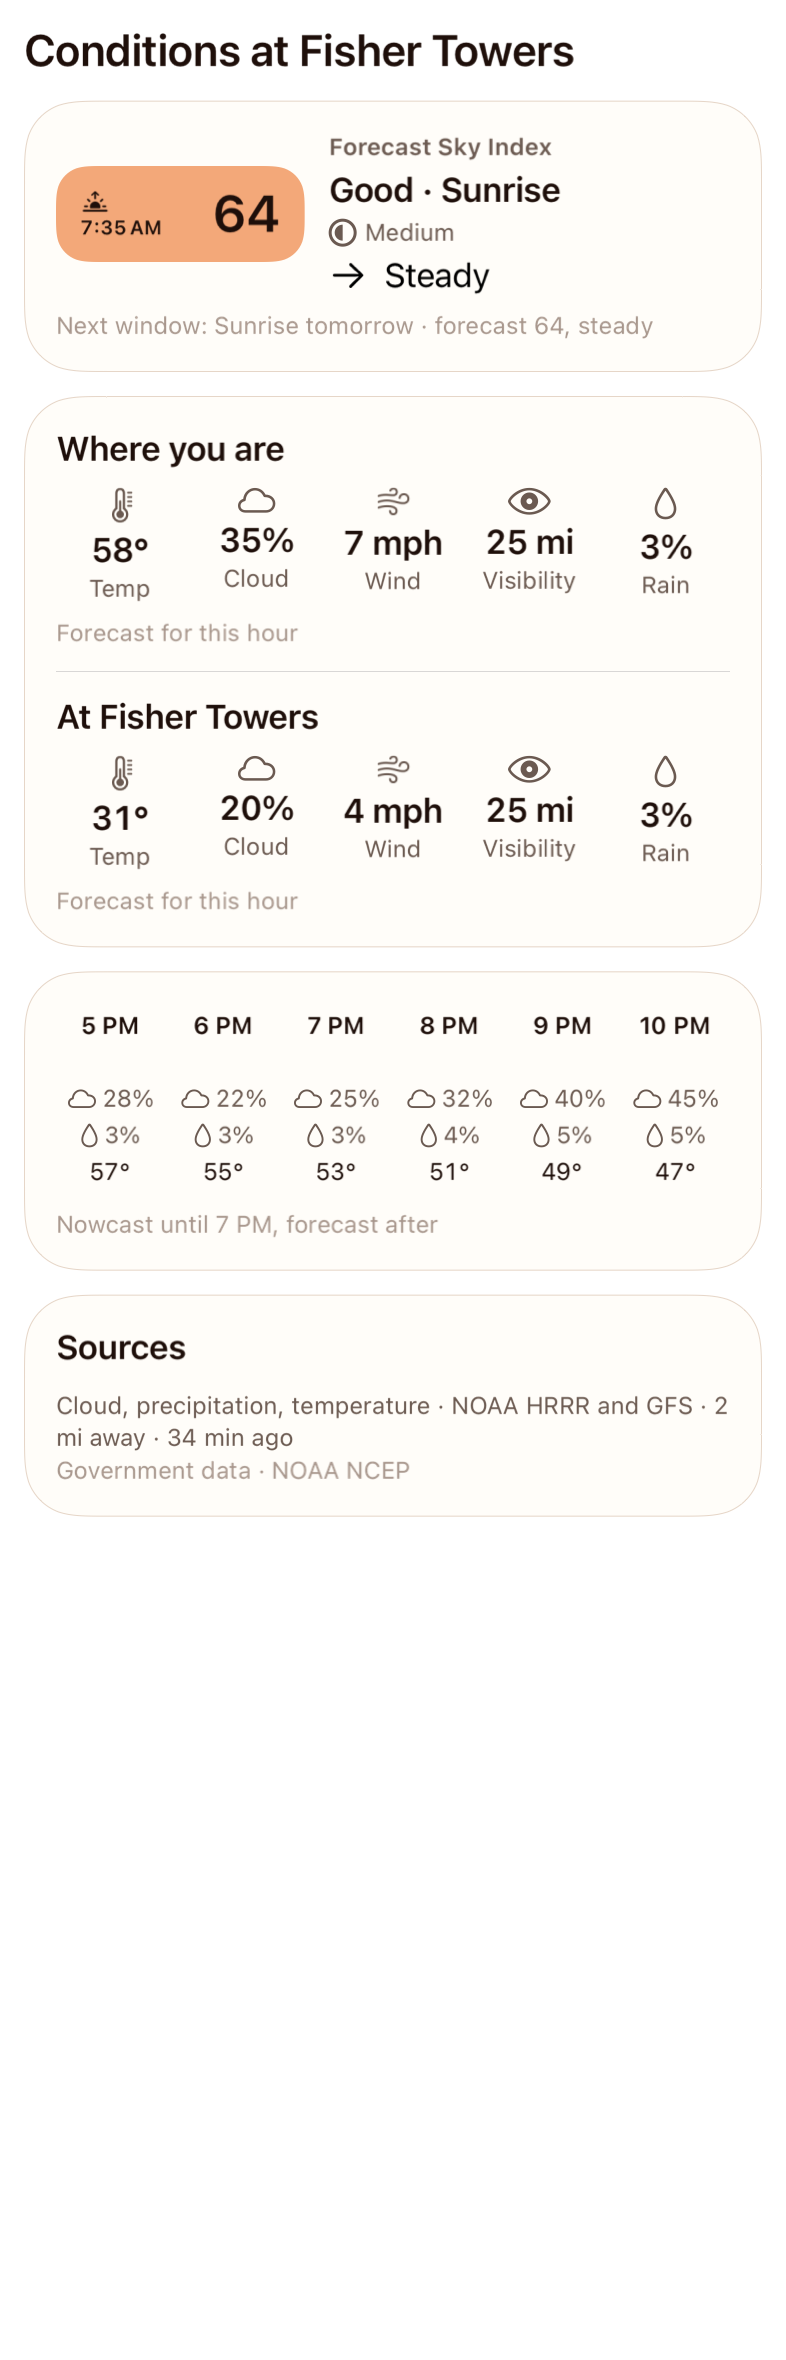 Conditions at Fisher Towers
Forecast Sky Index
7:35 AM
64
Good · Sunrise
Medium
Steady
Next window: Sunrise tomorrow · forecast 64, steady
Where you are
58° 35% 7 mph 25 mi 3%
Temp Cloud Wind Visibility Rain
Forecast for this hour
At Fisher Towers
31° 20% 4 mph 25 mi 3%
Temp Cloud Wind Visibility Rain
Forecast for this hour
5 PM 6 PM 7 PM 8 PM 9 PM 10 PM
28% 22% 25% 32% 40% 45%
3% 3% 3% 4% 5% 5%
57° 55° 53° 51° 49° 47°
Nowcast until 7 PM, forecast after
Sources
Cloud, precipitation, temperature · NOAA HRRR and GFS · 2
mi away · 34 min ago
Government data · NOAA NCEP